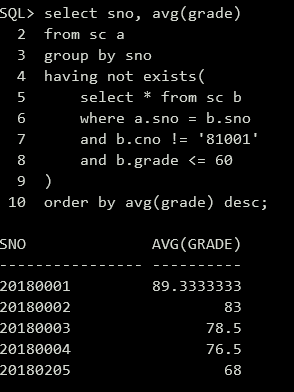 SQL> select sno, avg(grade)
2 from sc a
3 group by sno
4 having not exists(
5 select * from sc b
6 where a.sno = b.sno
7 and b.cno != '81001'
8 and b.grade <= 60
9 )
10 order by avg(grade) desc;
SNO AVG(GRADE)
---------------- ----------
20180001 89.3333333
20180002 83
20180003 78.5
20180004 76.5
20180205 68